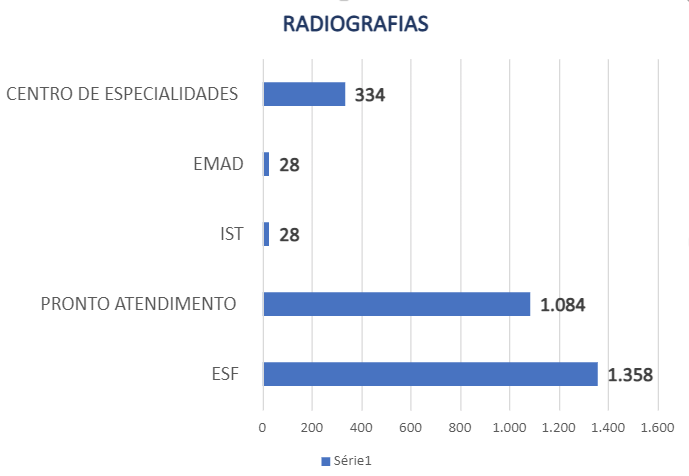 RADIOGRAFIAS
CENTRO DE ESPECIALIDADES 334
EMAD 28
IST 28
PRONTO ATENDIMENTO 1.084
ESF 1.358
0 200 400 600 800 1.000 1.200 1.400 1.600
Série1